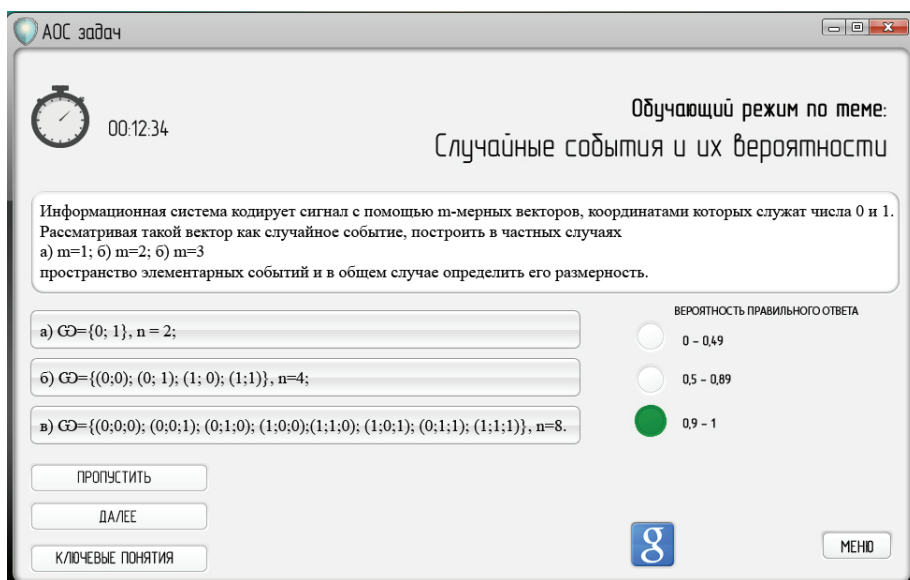 АОС задач
00:12:34
Обучающий режим по теме:
Случайные события и их вероятности
Информационная система кодирует сигнал с помощью m-мерных векторов, координатами которых служат числа 0 и 1.
Рассматривая такой вектор как случайное событие, построить в частных случаях
а) m=1; б) m=2; б) m=3
пространство элементарных событий и в общем случае определить его размерность.
ВЕРОЯТНОСТЬ ПРАВИЛЬНОГО ОТВЕТА
а) Ѡ={0; 1}, n = 2;
0 – 0,49
б) Ѡ={(0;0); (0; 1); (1; 0); (1;1)}, n=4;
0,5 – 0,89
в) Ѡ={(0;0;0); (0;0;1); (0;1;0); (1;0;0);(1;1;0); (1;0;1); (0;1;1); (1;1;1)}, n=8.
0,9 – 1
ПРОПУСТИТЬ
ДАЛЕЕ
КЛЮЧЕВЫЕ ПОНЯТИЯ
g
МЕНЮ